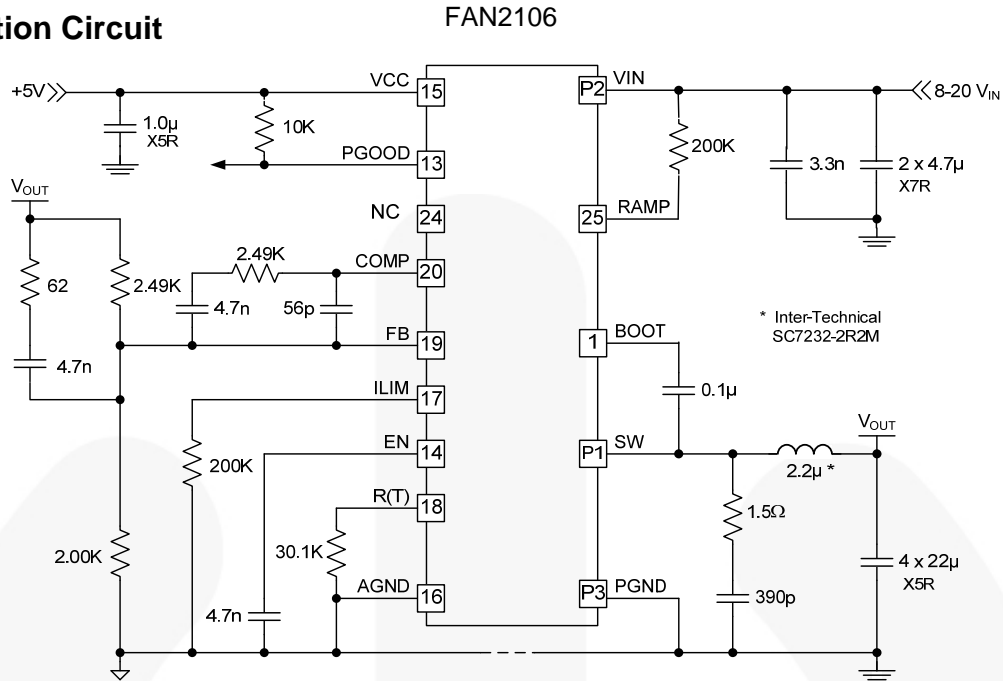 FAN2106
tion Circuit
+5V
VCC
15
1.0µ
X5R
10K
PGOOD
13
VOUT
NC
24
62
2.49K
2.49K
COMP
20
4.7n
56p
FB
19
4.7n
ILIM
17
200K
EN
14
R(T)
18
2.00K
30.1K
AGND
16
4.7n
P2
VIN
8-20 VIN
200K
3.3n
2 x 4.7µ
X7R
25
RAMP
* Inter-Technical
SC7232-2R2M
1
BOOT
0.1µ
P1
SW
VOUT
2.2µ *
1.5Ω
4 x 22µ
X5R
P3
PGND
390p